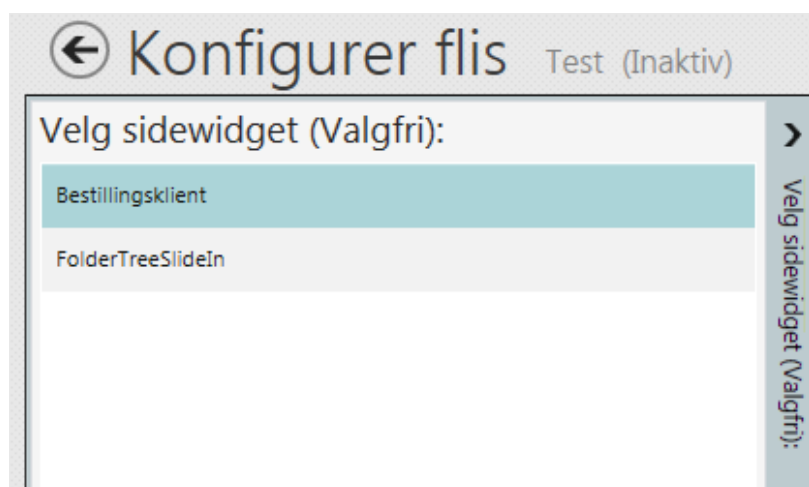 Konfigurer flis Test (Inaktiv)
Velg sidewidget (Valgfri):
Bestillingsklient
FolderTreeSlideIn
Velg sidewidget (Valgfri):